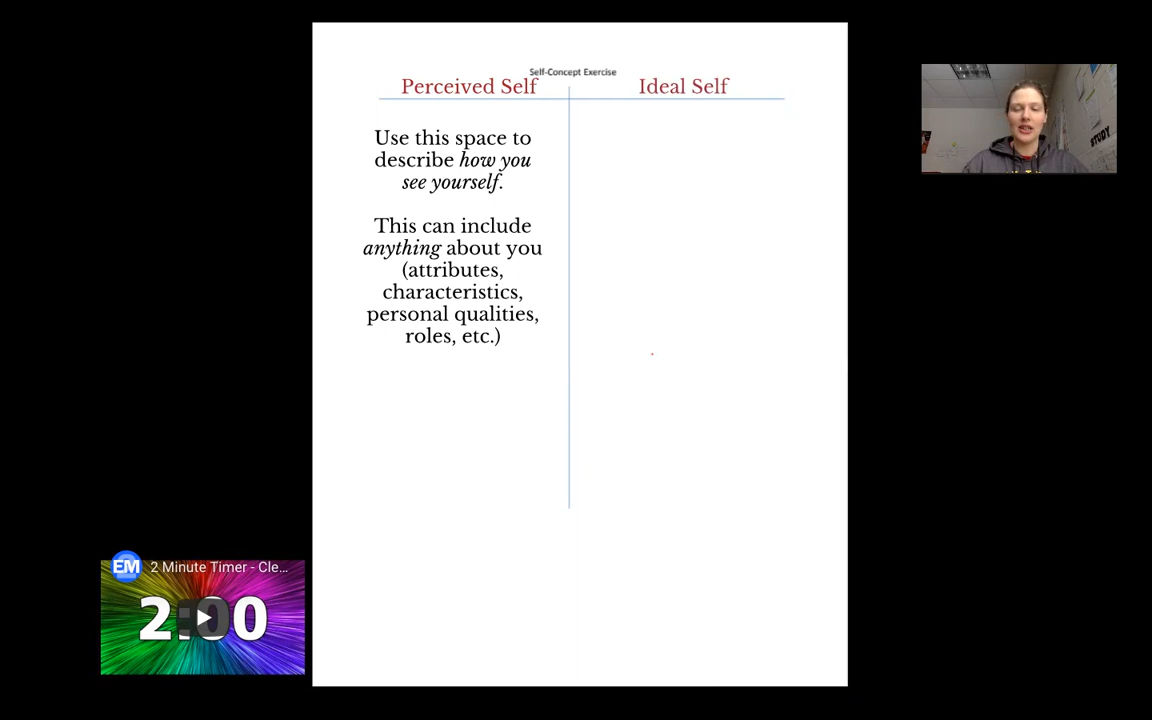 Self-Concept Exercise
Perceived Self
Ideal Self
Use this space to
describe how you
see yourself.
This can include
anything about you
(attributes,
characteristics,
personal qualities,
roles, etc.)
STUDY
EM
2 Minute Timer - Cle...
2:00